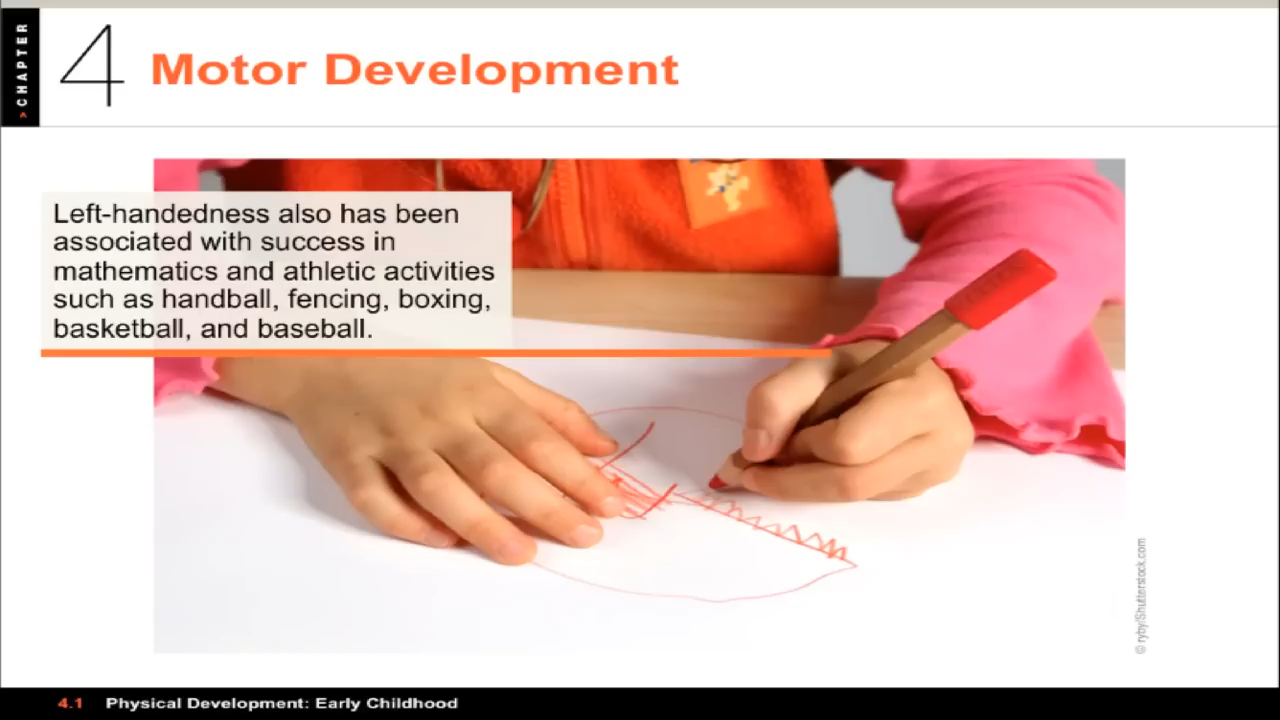 CHAPTER
4 Motor Development
Left-handedness also has been
associated with success in
mathematics and athletic activities
such as handball, fencing, boxing,
basketball, and baseball.
© ryby/Shutterstock.com
4.1 Physical Development: Early Childhood